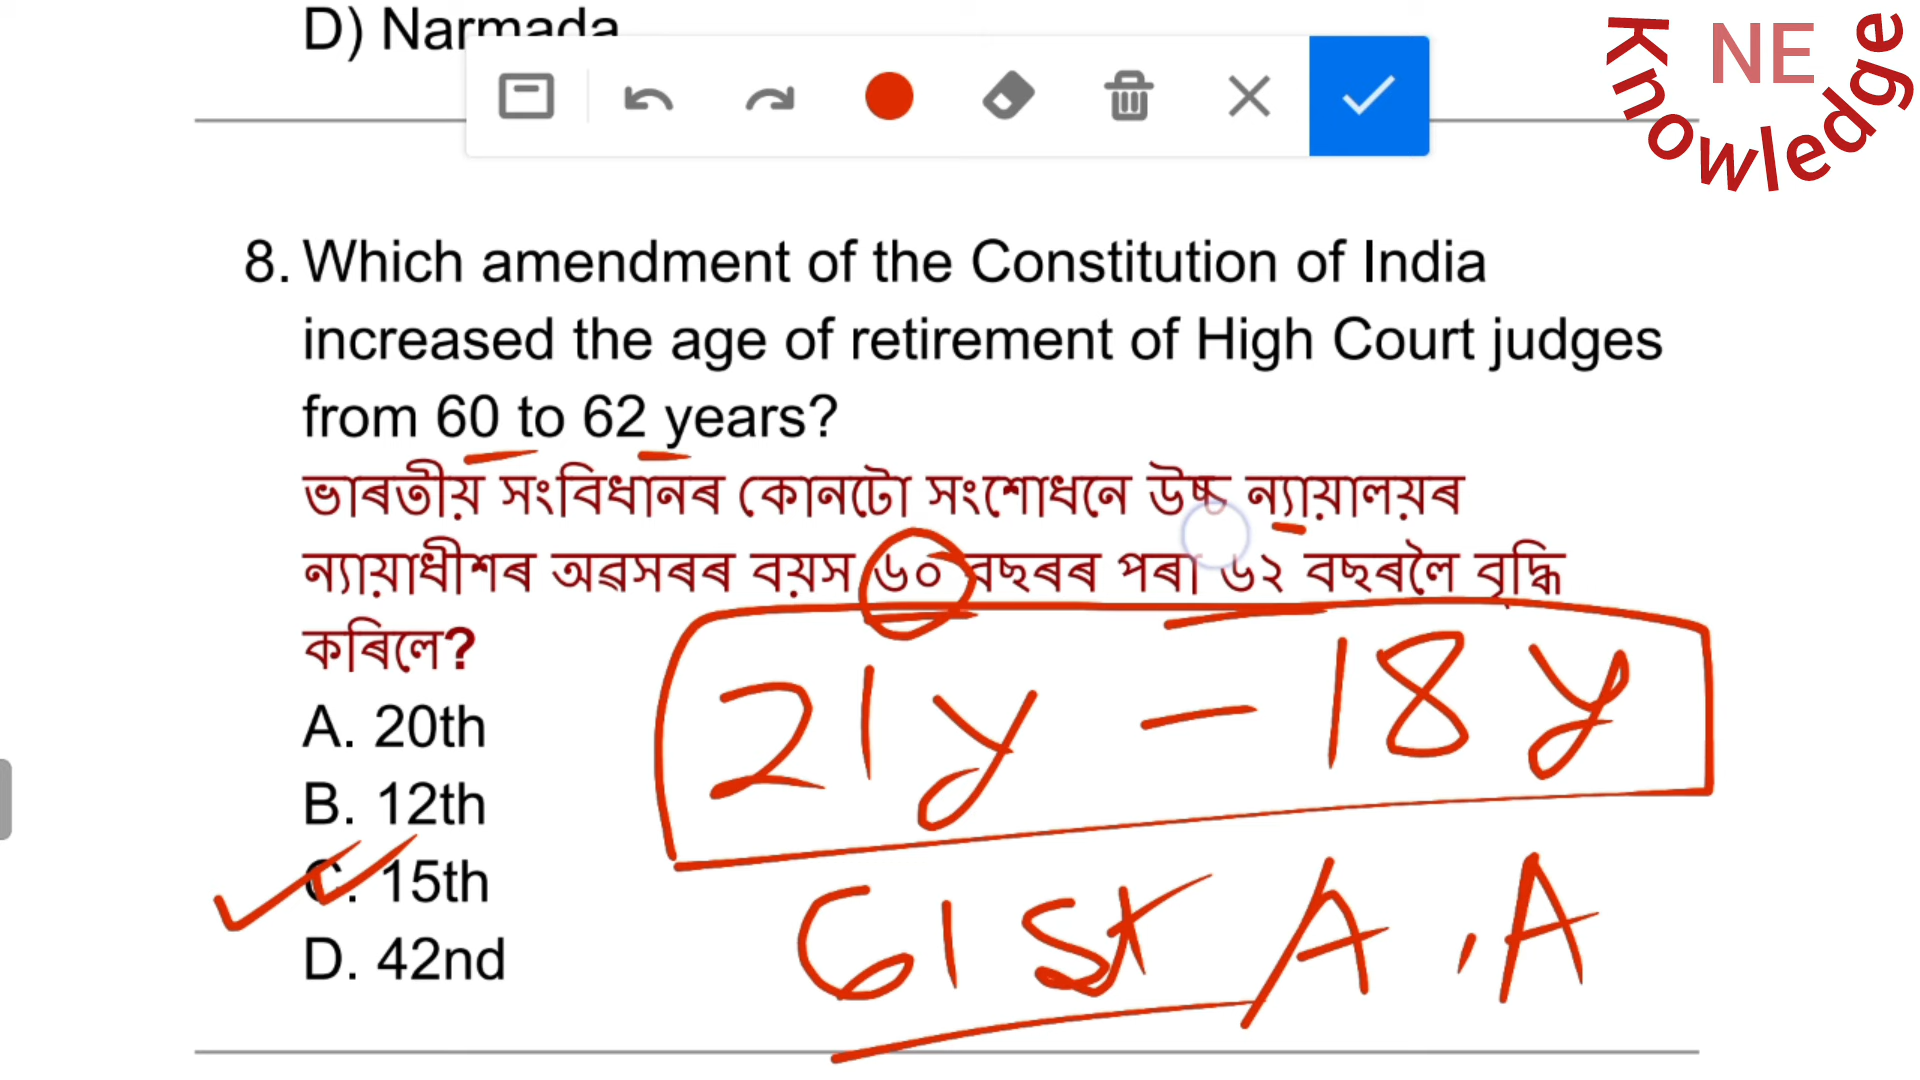 D) Narmada
NE
Knowledge
8. Which amendment of the Constitution of India
increased the age of retirement of High Court judges
from 60 to 62 years?
ভাৰতীয় সংবিধানৰ কোনটো সংশোধনে উচ্চ ন্যায়ালয়ৰ
ন্যায়াধীশৰ অৱসৰৰ বয়স ৬০ বছৰৰ পৰা ৬২ বছৰলৈ বৃদ্ধি
কৰিলে?
A. 20th
B. 12th
C. 15th
D. 42nd
21y – 18y
61st A.A